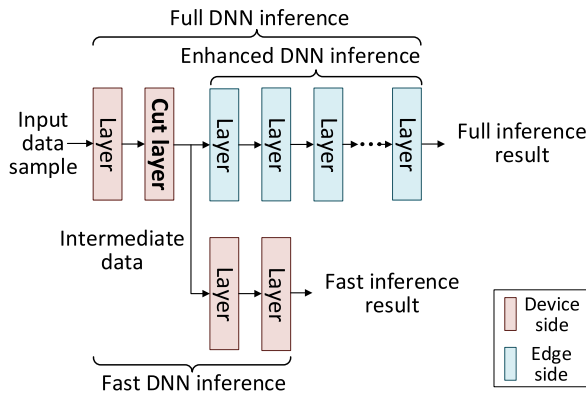 Full DNN inference
Enhanced DNN inference
Input
data
sample
Layer
Cut layer
Layer
Layer
Layer
Layer
Full inference
result
Intermediate
data
Layer
Layer
Fast inference
result
Fast DNN inference
Device
side
Edge
side